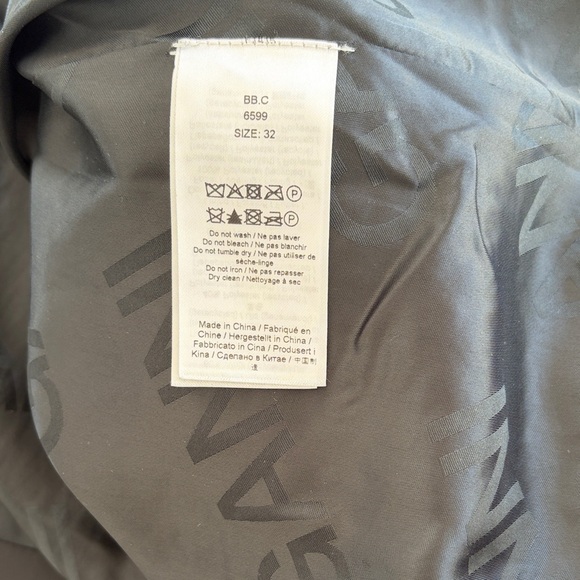 BB.C
6599
SIZE: 32
P
P
Do not wash / Ne pas laver
Do not bleach / Ne pas blanchir
Do not tumble dry / Ne pas utiliser de
sèche-linge
Do not iron / Ne pas repasser
Dry clean / Nettoyage à sec
Made in China / Fabriqué en
Chine / Hergestellt in China /
Fabbricato in Cina / Produsert i
Kina / Сделано в Китае / 中国制
造